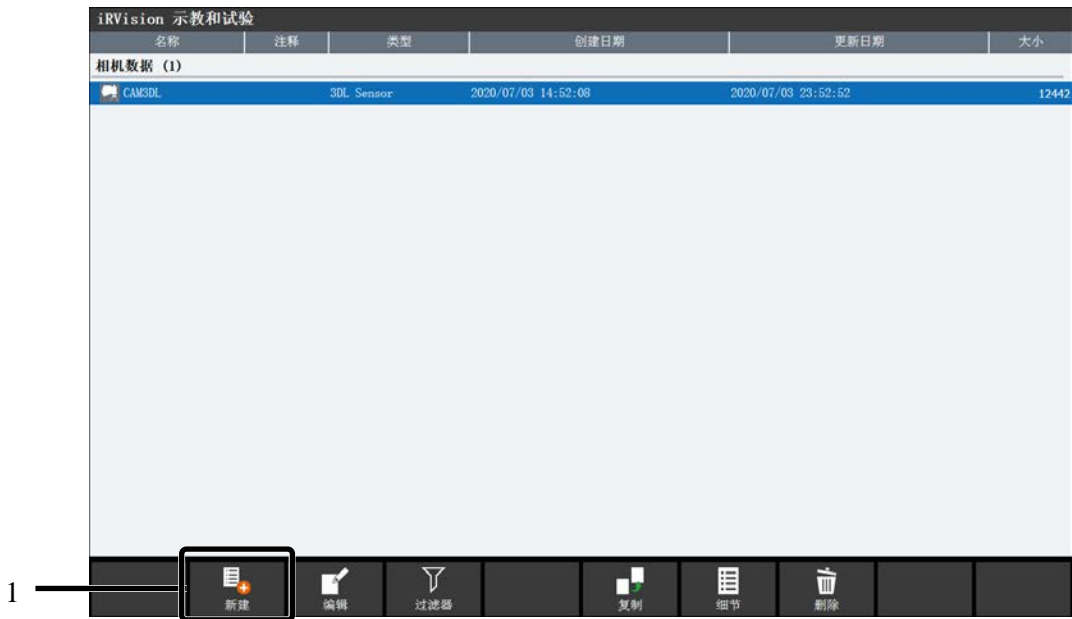 iRVision 示教和试验
名称 注释 类型 创建日期 更新日期 大小
相机数据 (1)
CAM3DL 3DL Sensor 2020/07/03 14:52:08 2020/07/03 23:52:52 12442
1
新建 编辑 过滤器 复制 细节 删除